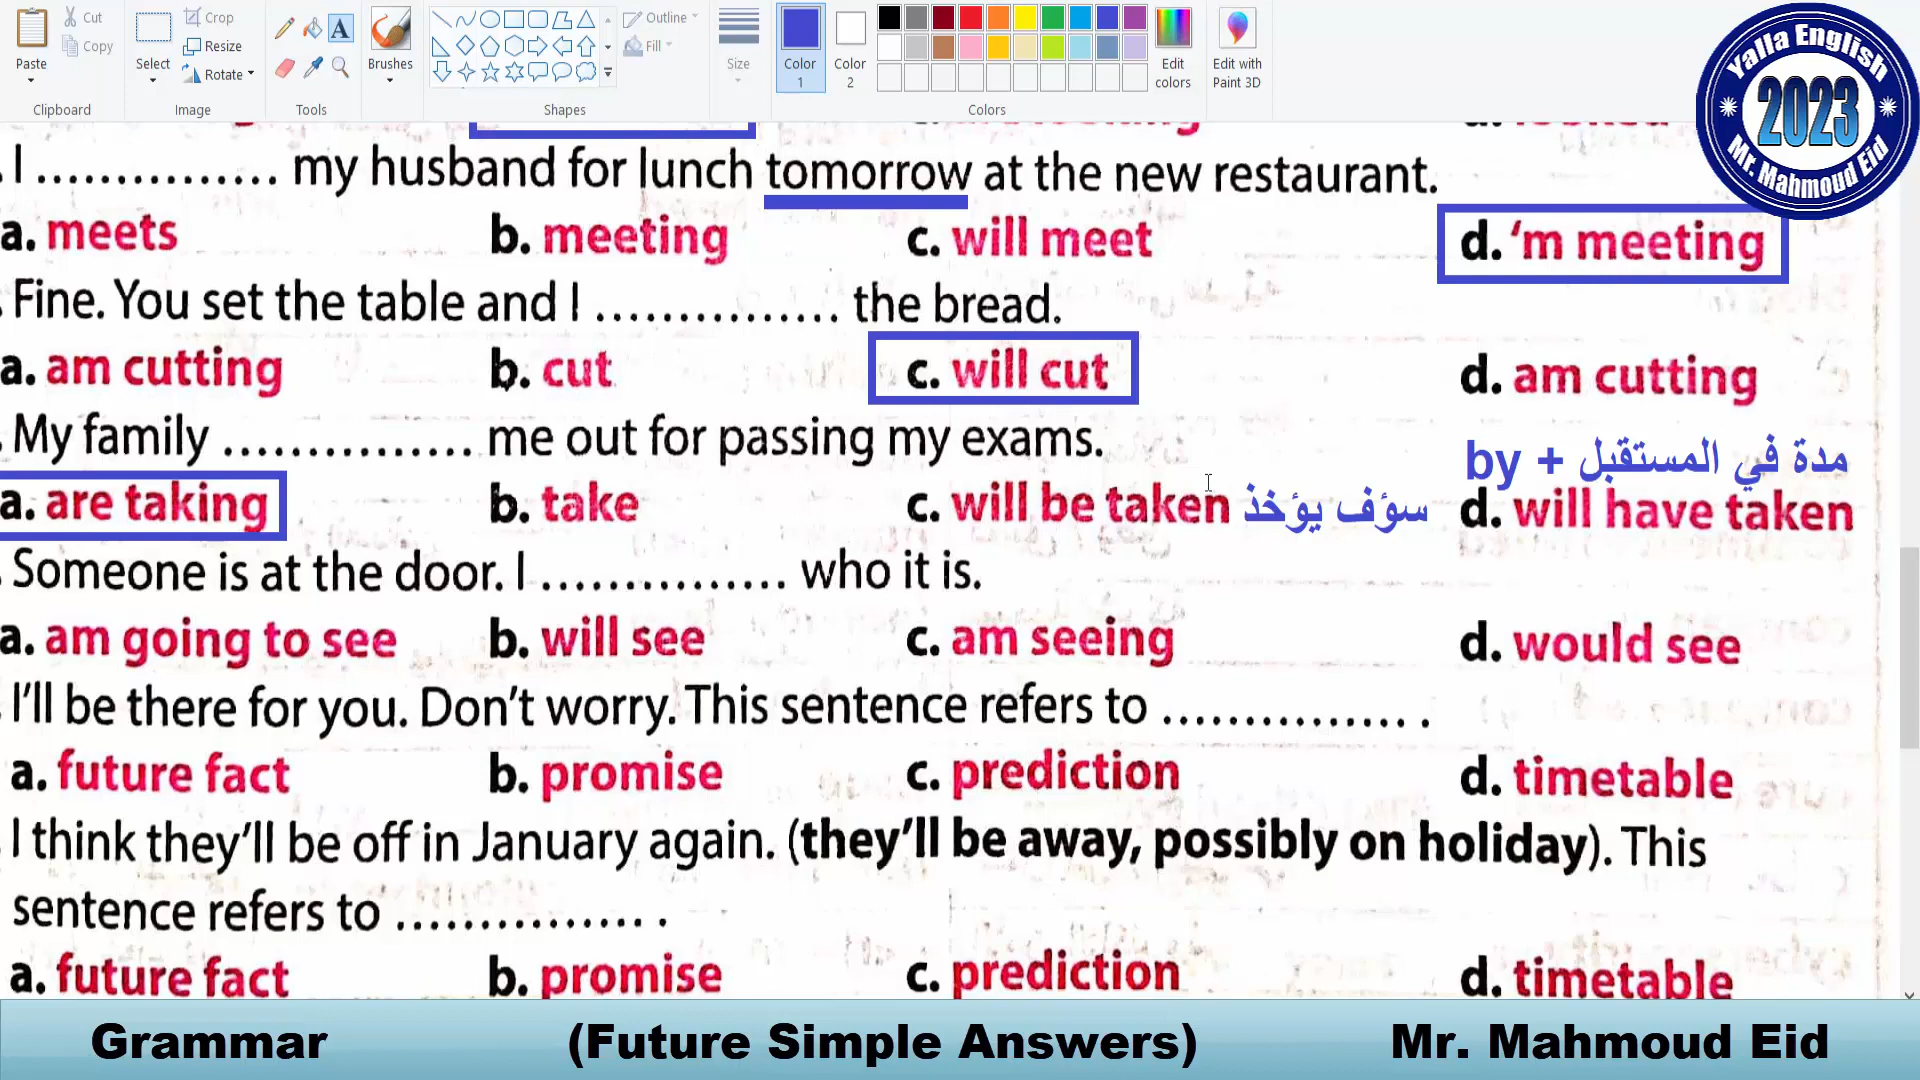 Paste
Cut
Copy
Clipboard
Select
Crop
Resize
Rotate
Image
A
Tools
Brushes
Shapes
Outline
Fill
Size
Color 1
Color 2
Colors
Edit colors
Edit with Paint 3D
Yalla English
2023
Mr. Mahmoud Eid
. I ............... my husband for lunch tomorrow at the new restaurant.
a. meets b. meeting c. will meet d. ‘m meeting
. Fine. You set the table and I ............... the bread.
a. am cutting b. cut c. will cut d. am cutting
. My family ............... me out for passing my exams.
by + مدة في المستقبل
a. are taking b. take c. will be taken سؤف يؤخذ d. will have taken
. Someone is at the door. I ............... who it is.
a. am going to see b. will see c. am seeing d. would see
. I’ll be there for you. Don’t worry. This sentence refers to ............... .
a. future fact b. promise c. prediction d. timetable
. I think they’ll be off in January again. (they’ll be away, possibly on holiday). This
sentence refers to ............... .
a. future fact b. promise c. prediction d. timetable
Grammar (Future Simple Answers) Mr. Mahmoud Eid